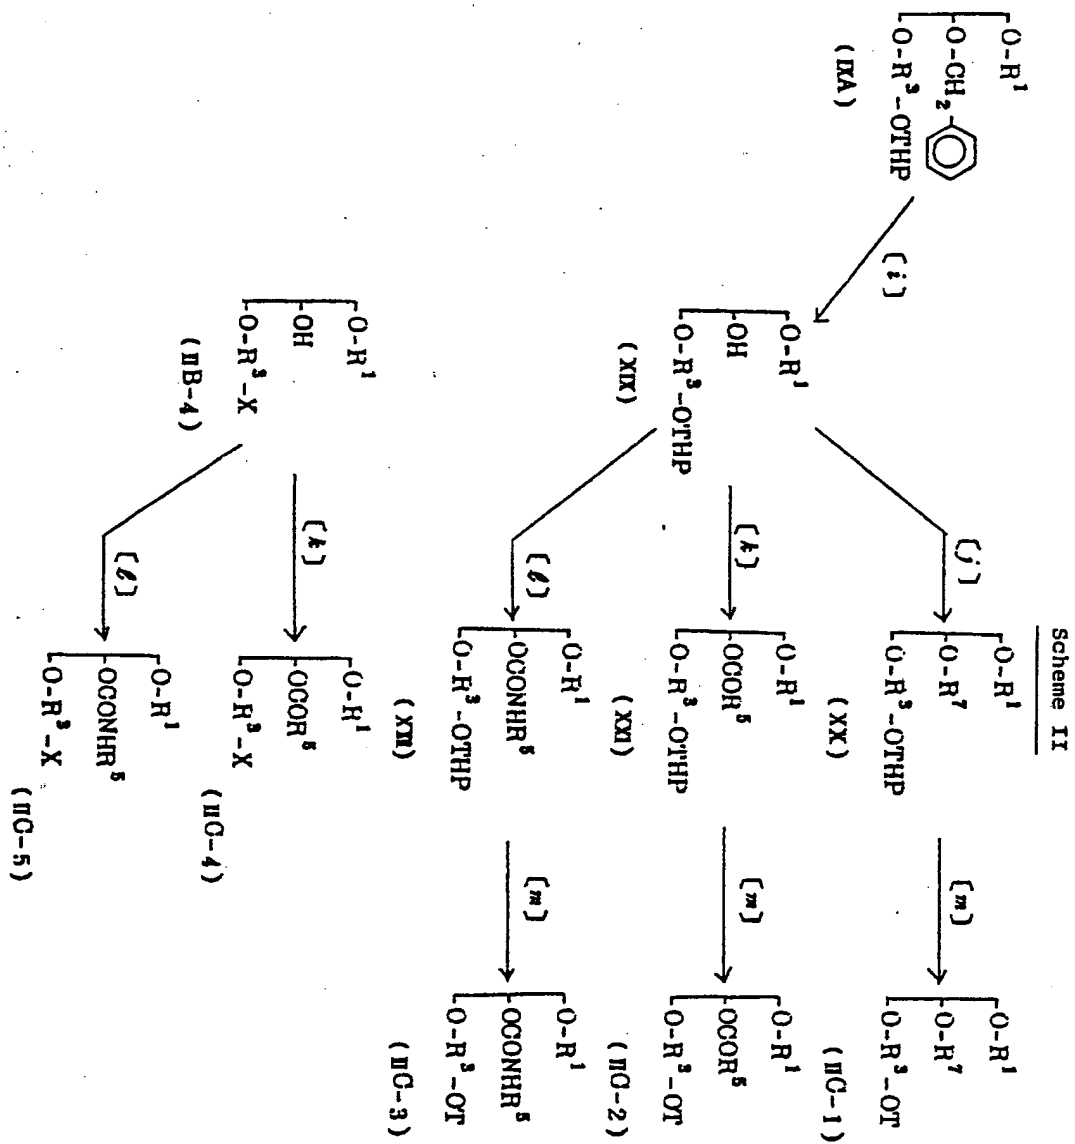 Scheme II
O-R¹
O-CH₂-
O-R³-OTHP
(IXA)
[i]
O-R¹
OH
O-R³-OTHP
(XIX)
[j]
O-R¹
O-R⁷
O-R³-OTHP
(XX)
[m]
O-R¹
O-R⁷
O-R³-OT
(IIC-1)
[k]
O-R¹
OCOR⁵
O-R³-OTHP
(XXI)
[m]
O-R¹
OCOR⁵
O-R³-OT
(IIC-2)
[l]
O-R¹
OCONHR⁵
O-R³-OTHP
(XXII)
[m]
O-R¹
OCONHR⁵
O-R³-OT
(IIC-3)
O-R¹
OH
O-R³-X
(IIB-4)
[k]
O-R¹
OCOR⁵
O-R³-X
(IIC-4)
[l]
O-R¹
OCONHR⁵
O-R³-X
(IIC-5)